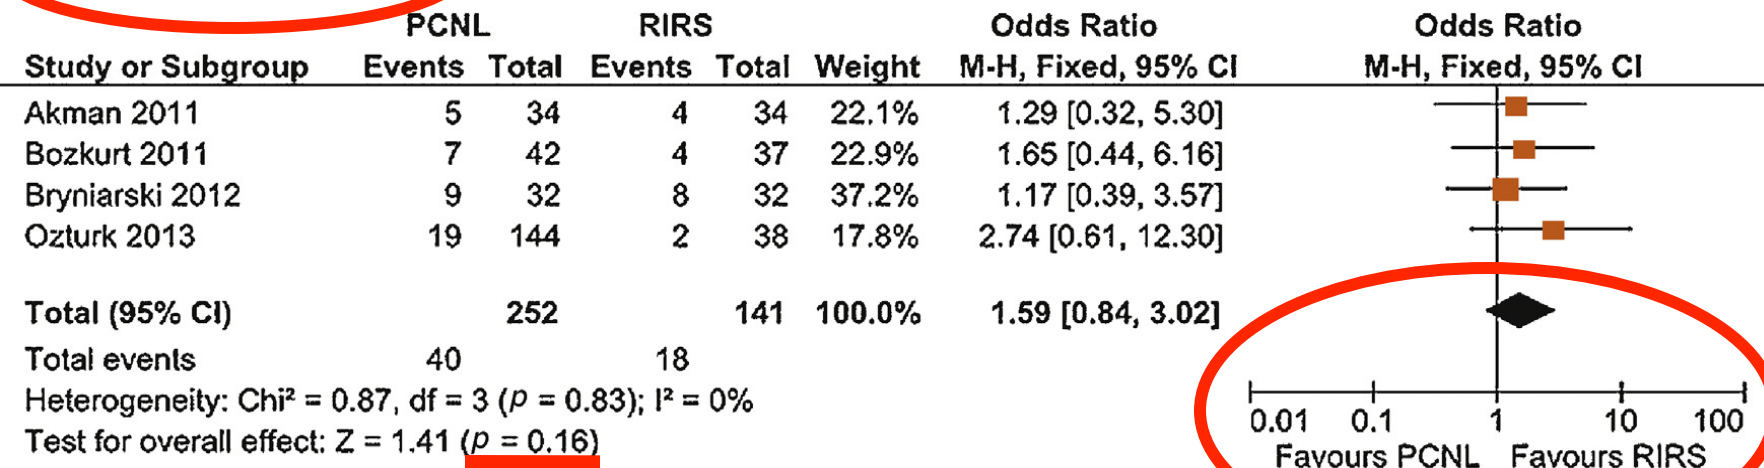 PCNL RIRS Odds Ratio Odds Ratio
Study or Subgroup Events Total Events Total Weight M-H, Fixed, 95% CI M-H, Fixed, 95% CI
Akman 2011 5 34 4 34 22.1% 1.29 [0.32, 5.30]
Bozkurt 2011 7 42 4 37 22.9% 1.65 [0.44, 6.16]
Bryniarski 2012 9 32 8 32 37.2% 1.17 [0.39, 3.57]
Ozturk 2013 19 144 2 38 17.8% 2.74 [0.61, 12.30]
Total (95% CI) 252 141 100.0% 1.59 [0.84, 3.02]
Total events 40 18
Heterogeneity: Chi² = 0.87, df = 3 (p = 0.83); I² = 0%
Test for overall effect: Z = 1.41 (p = 0.16)
0.01 0.1 1 10 100
Favours PCNL Favours RIRS